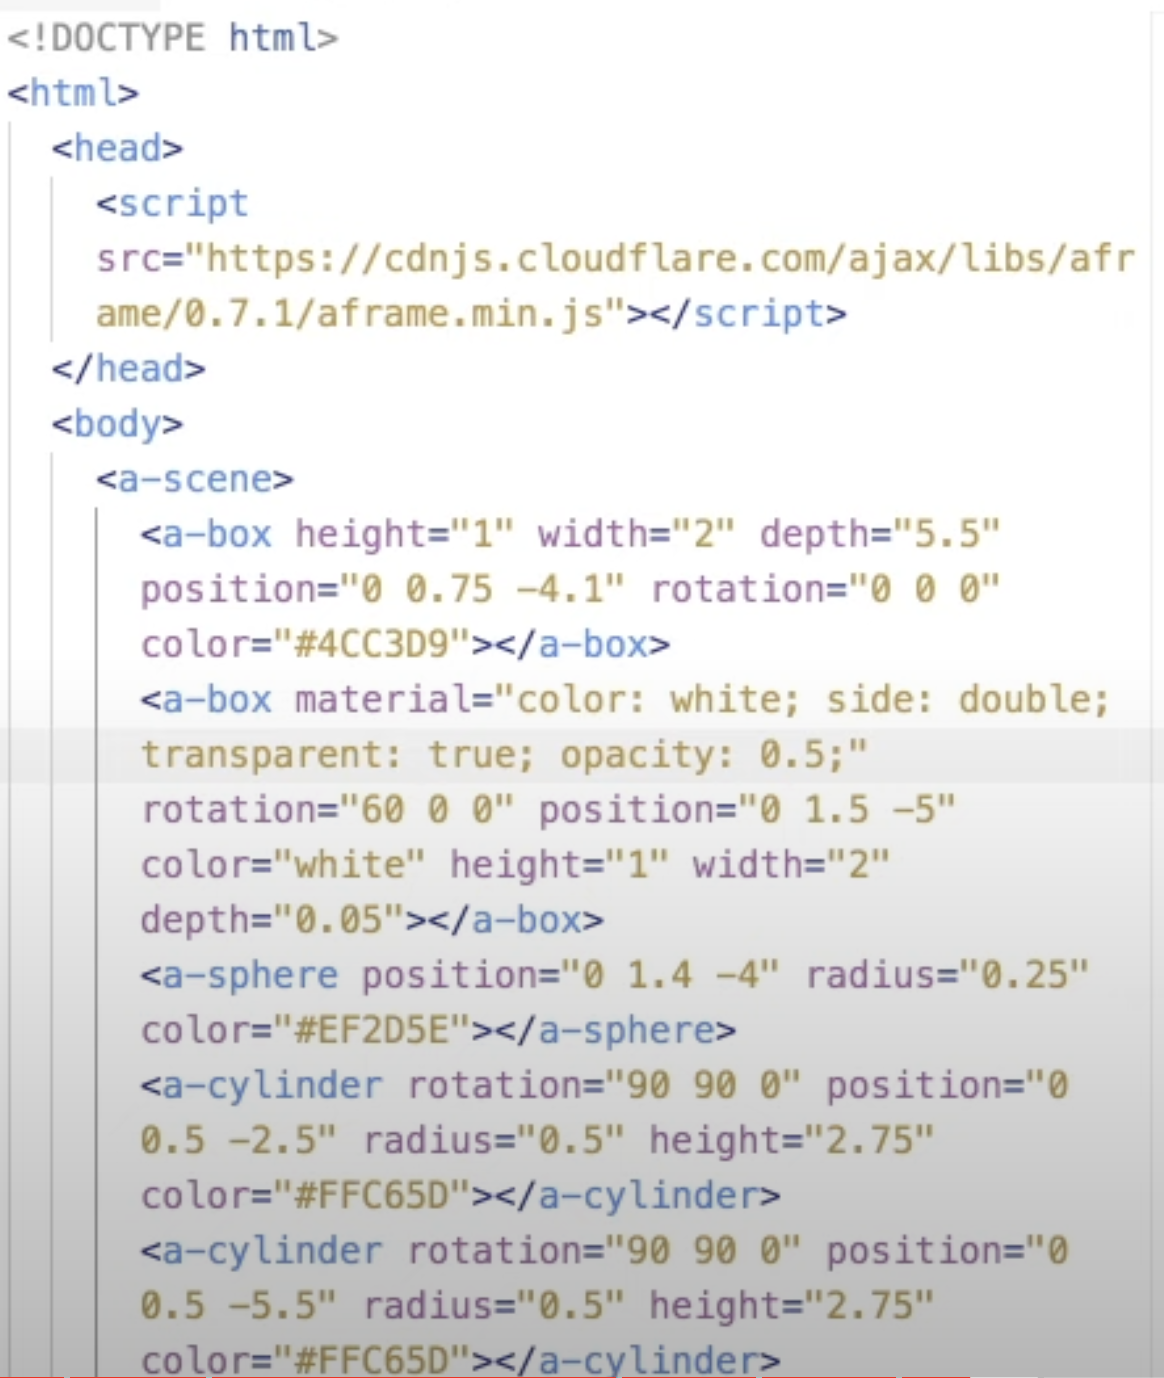 <!DOCTYPE html>
<html>
<head>
<script
src="https://cdnjs.cloudflare.com/ajax/libs/afr
ame/0.7.1/aframe.min.js"></script>
</head>
<body>
<a-scene>
<a-box height="1" width="2" depth="5.5"
position="0 0.75 -4.1" rotation="0 0 0"
color="#4CC3D9"></a-box>
<a-box material="color: white; side: double;
transparent: true; opacity: 0.5;"
rotation="60 0 0" position="0 1.5 -5"
color="white" height="1" width="2"
depth="0.05"></a-box>
<a-sphere position="0 1.4 -4" radius="0.25"
color="#EF2D5E"></a-sphere>
<a-cylinder rotation="90 90 0" position="0
0.5 -2.5" radius="0.5" height="2.75"
color="#FFC65D"></a-cylinder>
<a-cylinder rotation="90 90 0" position="0
0.5 -5.5" radius="0.5" height="2.75"
color="#FFC65D"></a-cylinder>